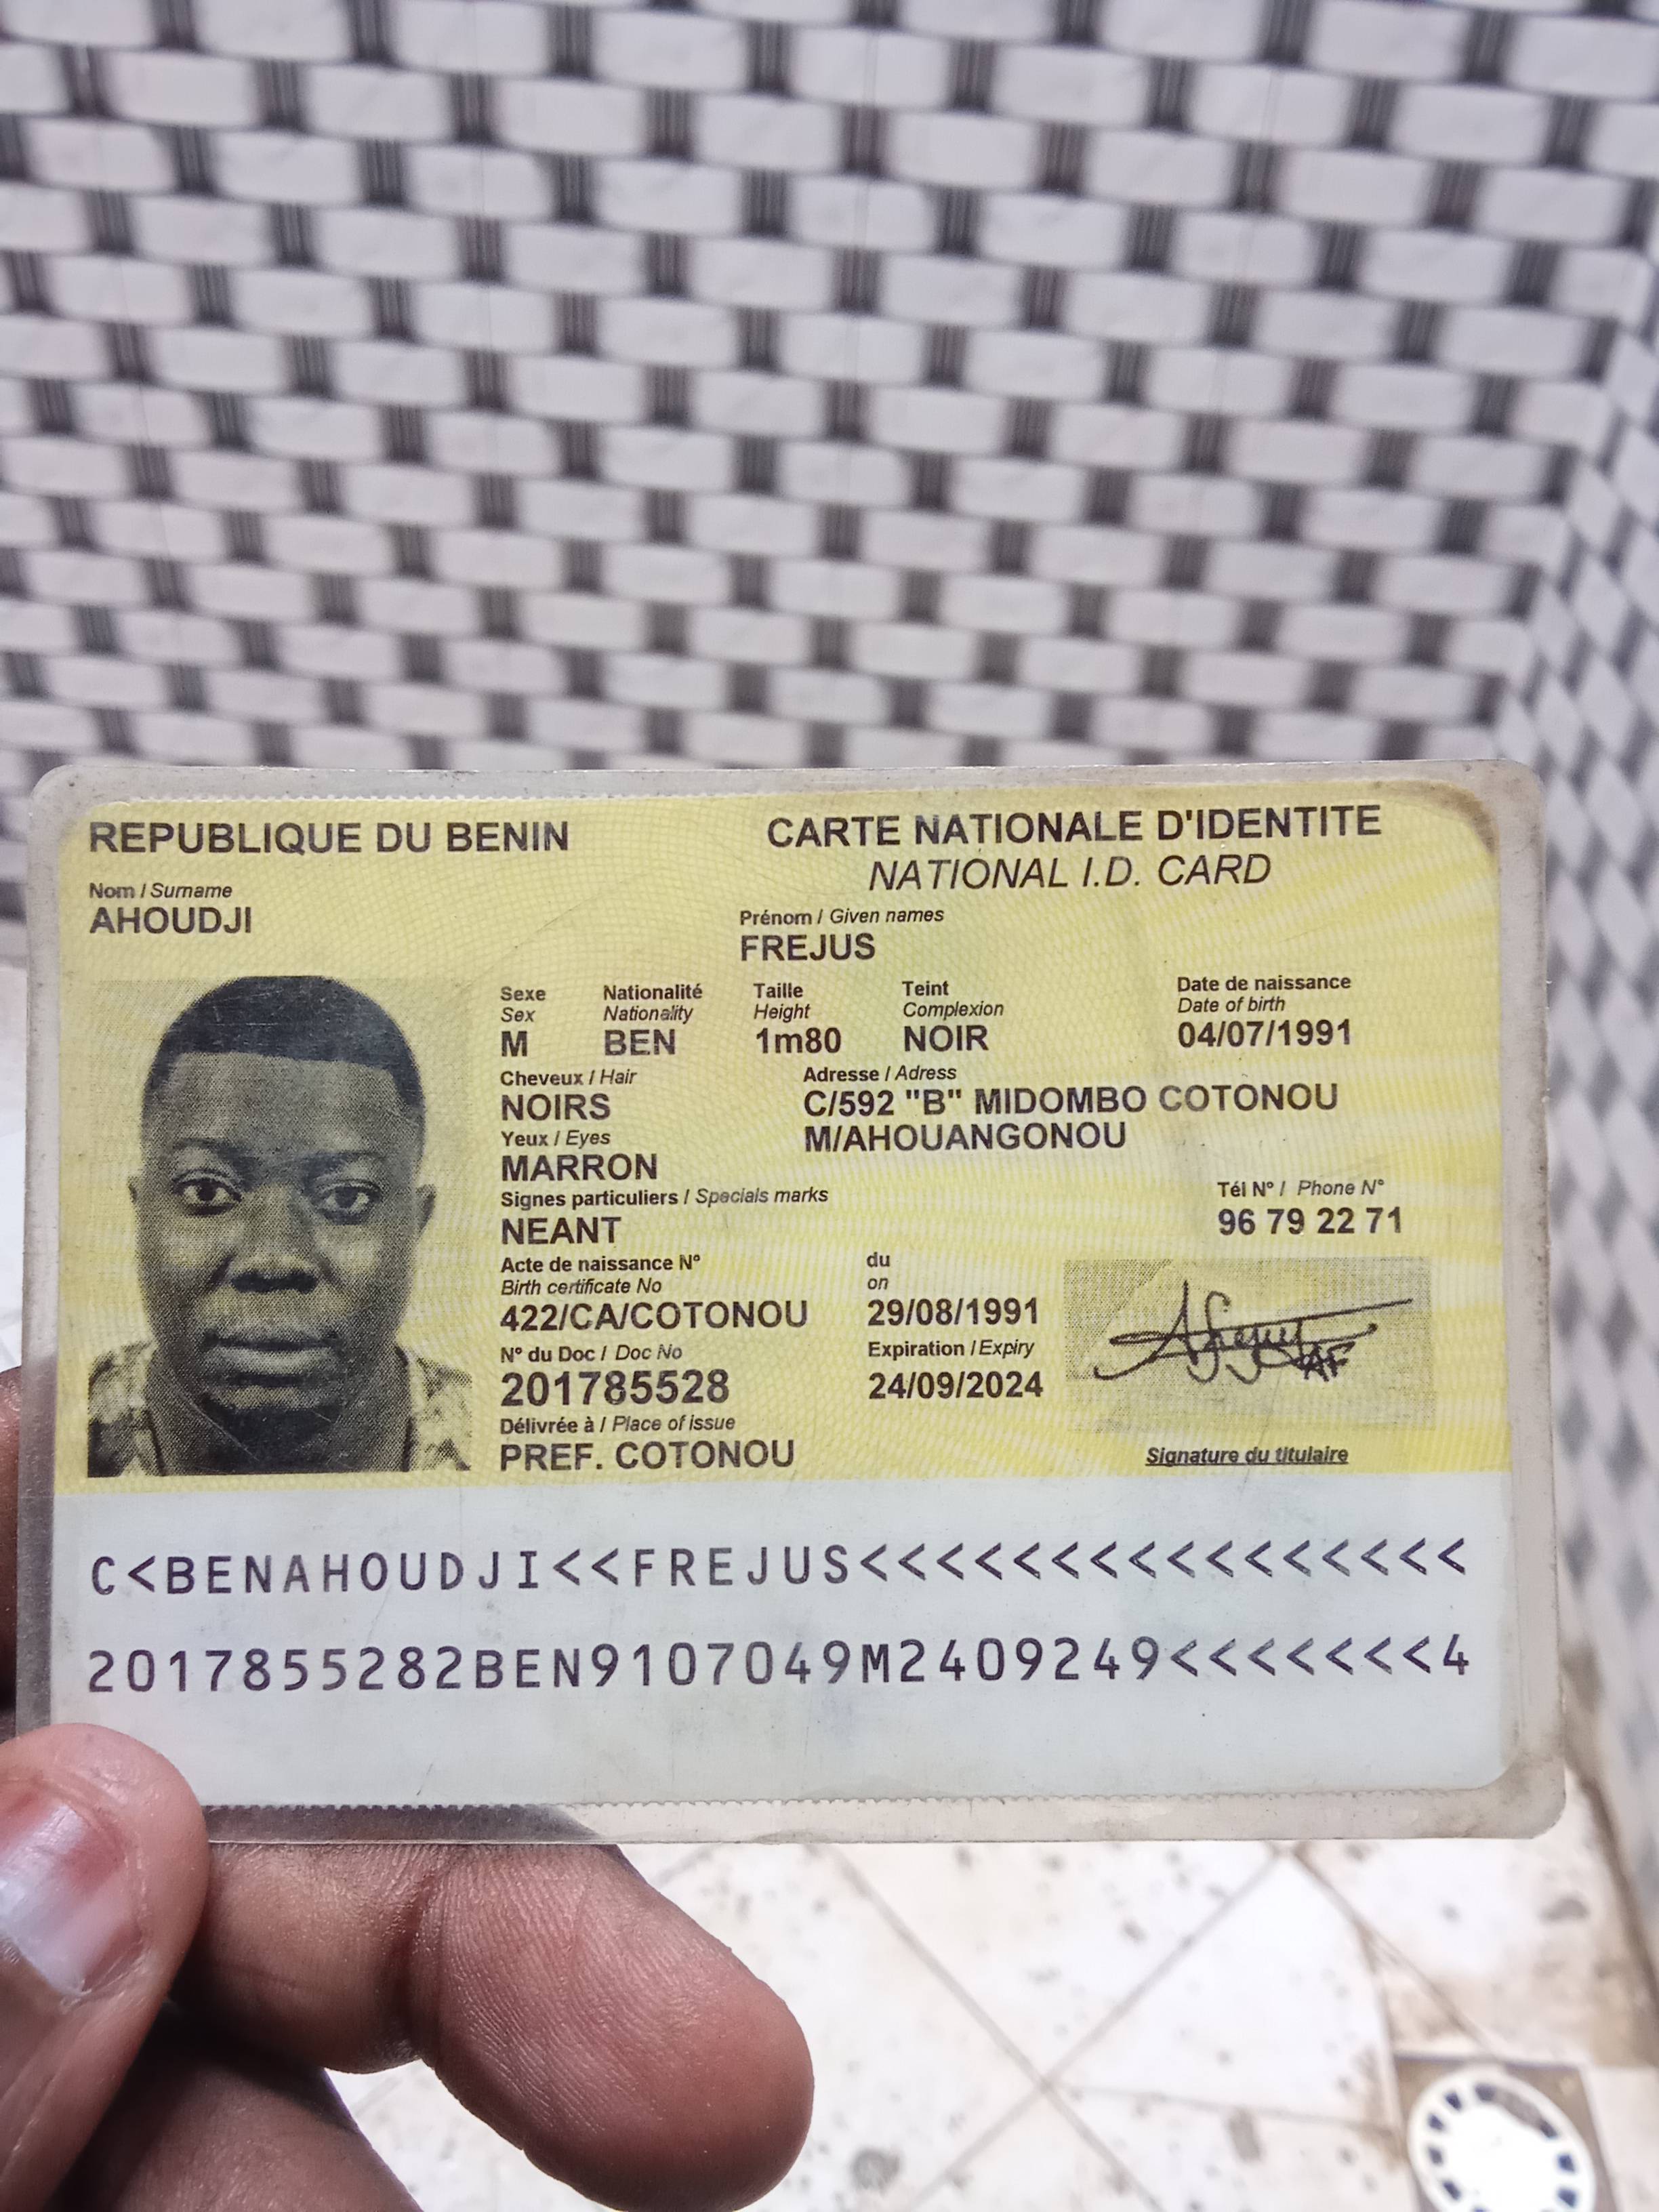 REPUBLIQUE DU BENIN
CARTE NATIONALE D'IDENTITE
NATIONAL I.D. CARD
Nom / Surname
AHOUDJI
Prénom / Given names
FREJUS
Sexe Nationalité Taille Teint Date de naissance
Sex Nationality Height Complexion Date of birth
M BEN 1m80 NOIR 04/07/1991
Cheveux / Hair Adresse / Adress
NOIRS C/592 "B" MIDOMBO COTONOU
Yeux / Eyes M/AHOUANGONOU
MARRON
Signes particuliers / Specials marks Tél N° / Phone N°
NEANT 96 79 22 71
Acte de naissance N° du
Birth certificate No on
422/CA/COTONOU 29/08/1991
N° du Doc / Doc No Expiration / Expiry
201785528 24/09/2024
Délivrée à / Place of issue
PREF. COTONOU Signature du titulaire
C<BENAHOUDJI<<FREJUS<<<<<<<<<<<<<<<<
2017855282BEN9107049M2409249<<<<<<<4